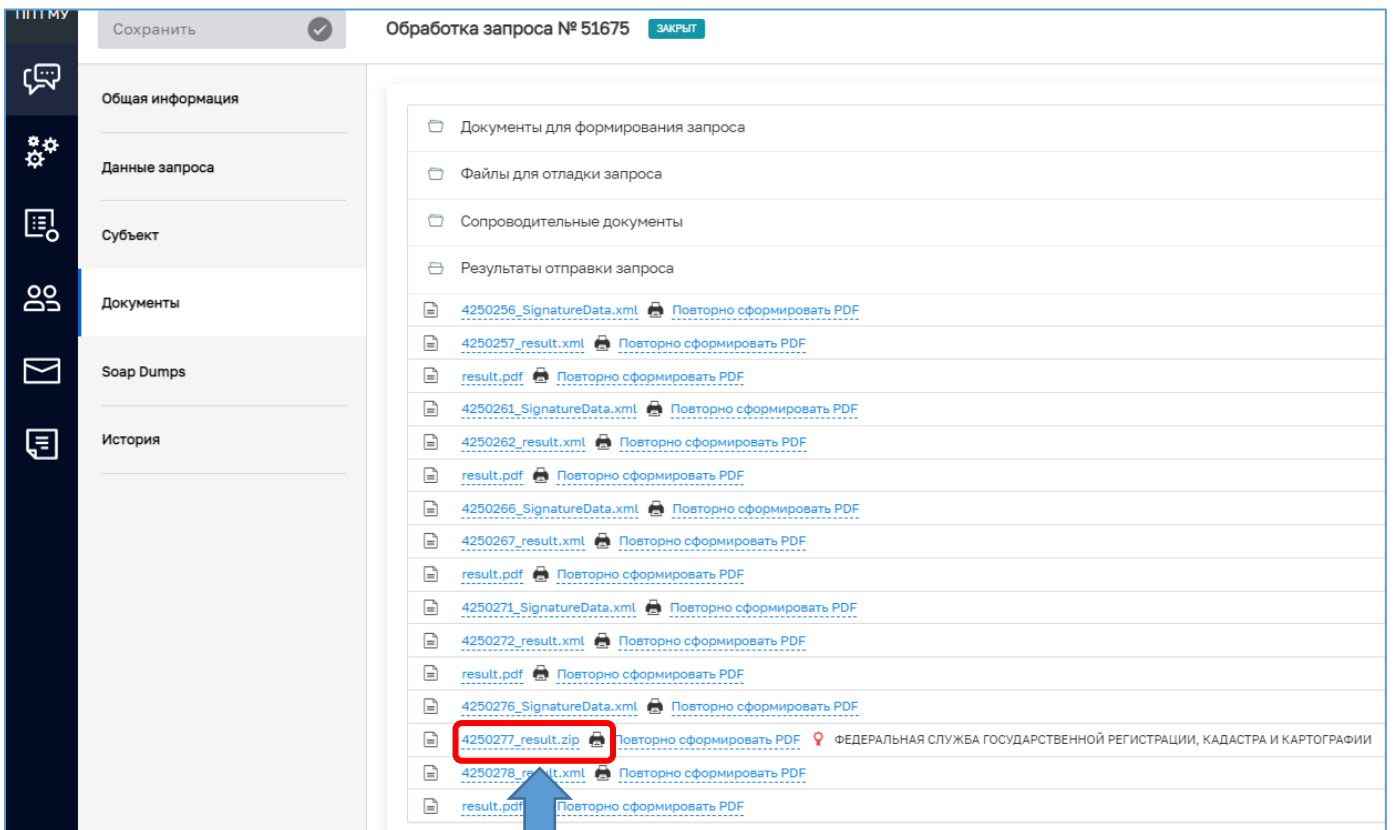 ППТМУ
Сохранить
Обработка запроса № 51675 ЗАКРЫТ
Общая информация
Данные запроса
Субъект
Документы
Soap Dumps
История
Документы для формирования запроса
Файлы для отладки запроса
Сопроводительные документы
Результаты отправки запроса
4250256_SignatureData.xml Повторно сформировать PDF
4250257_result.xml Повторно сформировать PDF
result.pdf Повторно сформировать PDF
4250261_SignatureData.xml Повторно сформировать PDF
4250262_result.xml Повторно сформировать PDF
result.pdf Повторно сформировать PDF
4250266_SignatureData.xml Повторно сформировать PDF
4250267_result.xml Повторно сформировать PDF
result.pdf Повторно сформировать PDF
4250271_SignatureData.xml Повторно сформировать PDF
4250272_result.xml Повторно сформировать PDF
result.pdf Повторно сформировать PDF
4250276_SignatureData.xml Повторно сформировать PDF
4250277_result.zip Повторно сформировать PDF ФЕДЕРАЛЬНАЯ СЛУЖБА ГОСУДАРСТВЕННОЙ РЕГИСТРАЦИИ, КАДАСТРА И КАРТОГРАФИИ
4250278_result.xml Повторно сформировать PDF
result.pdf Повторно сформировать PDF